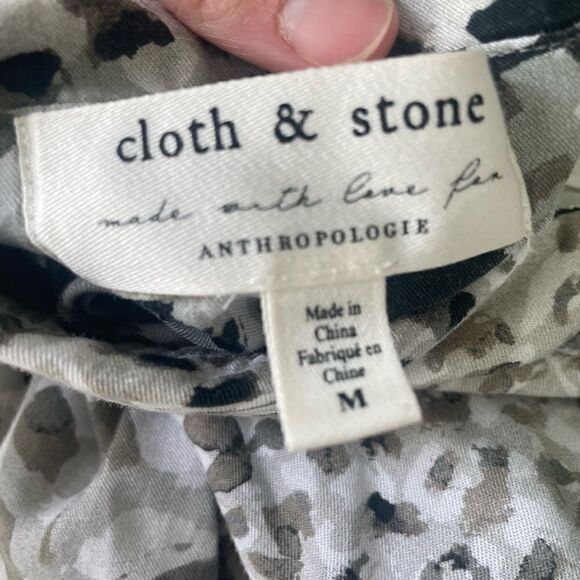 cloth & stone
made with love for
ANTHROPOLOGIE
Made in
China
Fabriqué en
Chine
M